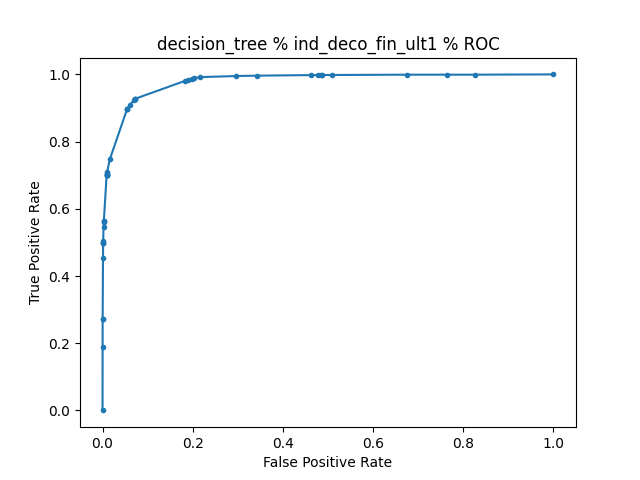 decision_tree % ind_deco_fin_ult1 % ROC
1.0
0.8
0.6
0.4
0.2
0.0
True Positive Rate
0.0 0.2 0.4 0.6 0.8 1.0
False Positive Rate